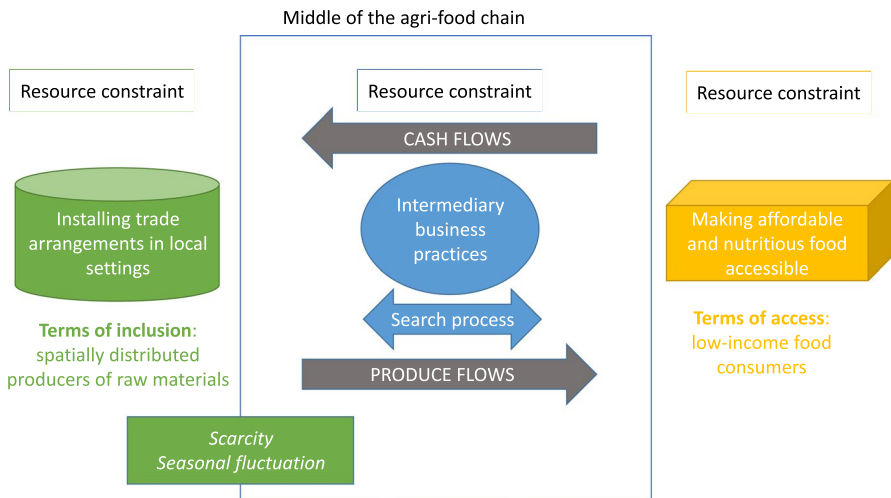 Middle of the agri-food chain
Resource constraint
Resource constraint
Resource constraint
CASH FLOWS
Installing trade
arrangements in local
settings
Intermediary
business
practices
Making affordable
and nutritious food
accessible
Terms of inclusion:
spatially distributed
producers of raw materials
Search process
Terms of access:
low-income food
consumers
PRODUCE FLOWS
Scarcity
Seasonal fluctuation